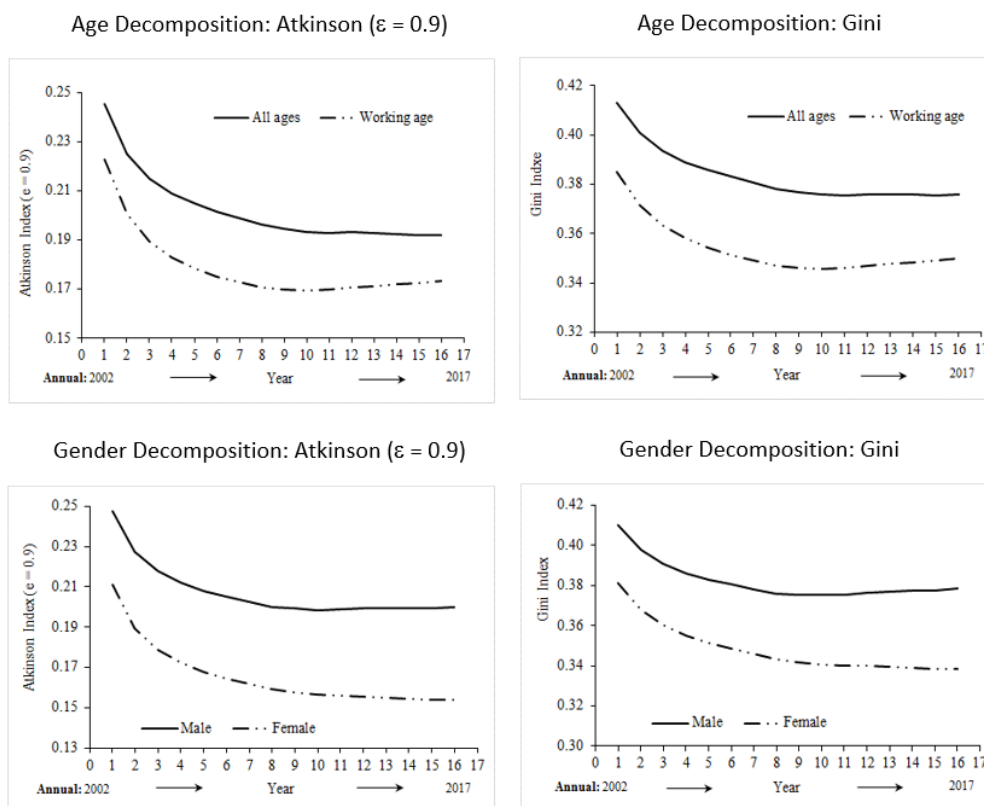 Age Decomposition: Atkinson (ε = 0.9)
0.25
0.23
0.21
0.19
0.17
0.15
Atkinson Index (e = 0.9)
All ages Working age
0 1 2 3 4 5 6 7 8 9 10 11 12 13 14 15 16 17
Annual: 2002 Year 2017
Age Decomposition: Gini
0.42
0.40
0.38
0.36
0.34
0.32
Gini Indxe
All ages Working age
0 1 2 3 4 5 6 7 8 9 10 11 12 13 14 15 16 17
Annual: 2002 Year 2017
Gender Decomposition: Atkinson (ε = 0.9)
0.25
0.23
0.21
0.19
0.17
0.15
0.13
Atkinson Index (e = 0.9)
Male Female
0 1 2 3 4 5 6 7 8 9 10 11 12 13 14 15 16 17
Annual: 2002 Year 2017
Gender Decomposition: Gini
0.42
0.40
0.38
0.36
0.34
0.32
0.30
Gini Index
Male Female
0 1 2 3 4 5 6 7 8 9 10 11 12 13 14 15 16 17
Annual: 2002 Year 2017